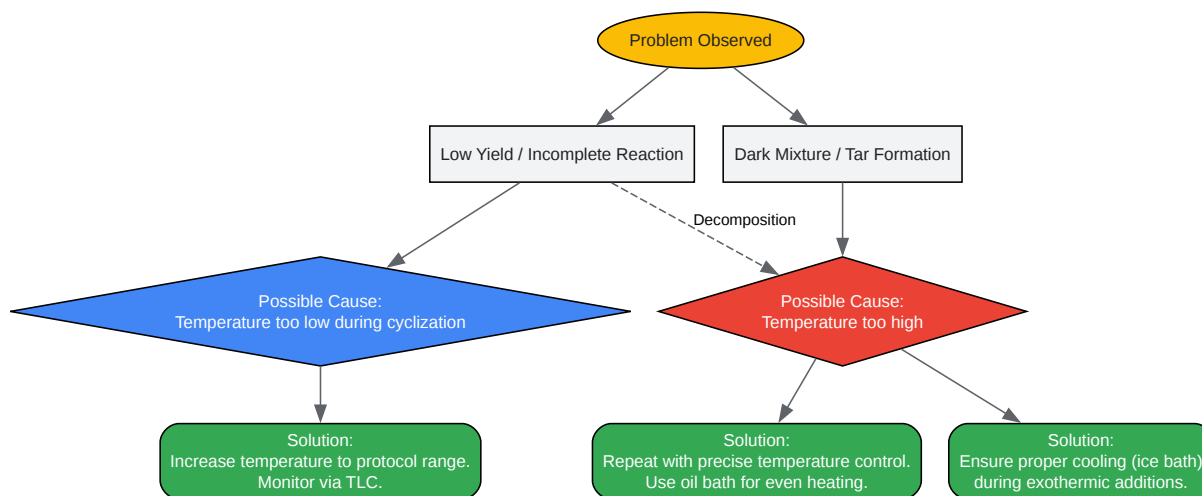 Problem Observed
Low Yield / Incomplete Reaction
Dark Mixture / Tar Formation
Decomposition
Possible Cause:
Temperature too low during cyclization
Possible Cause:
Temperature too high
Solution:
Increase temperature to protocol range.
Monitor via TLC.
Solution:
Repeat with precise temperature control.
Use oil bath for even heating.
Solution:
Ensure proper cooling (ice bath)
during exothermic additions.